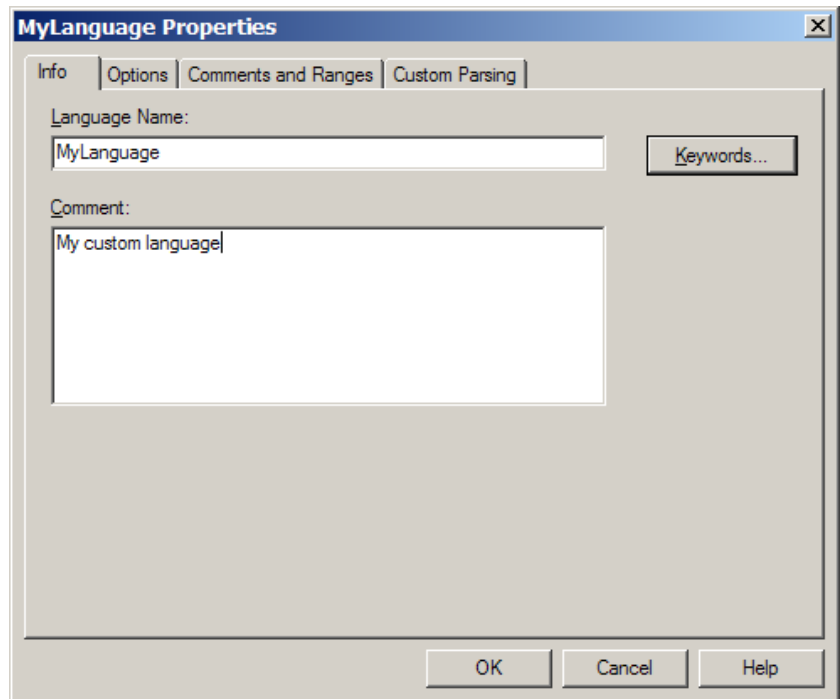 MyLanguage Properties
Info Options Comments and Ranges Custom Parsing
Language Name:
MyLanguage
Keywords...
Comment:
My custom language
OK Cancel Help